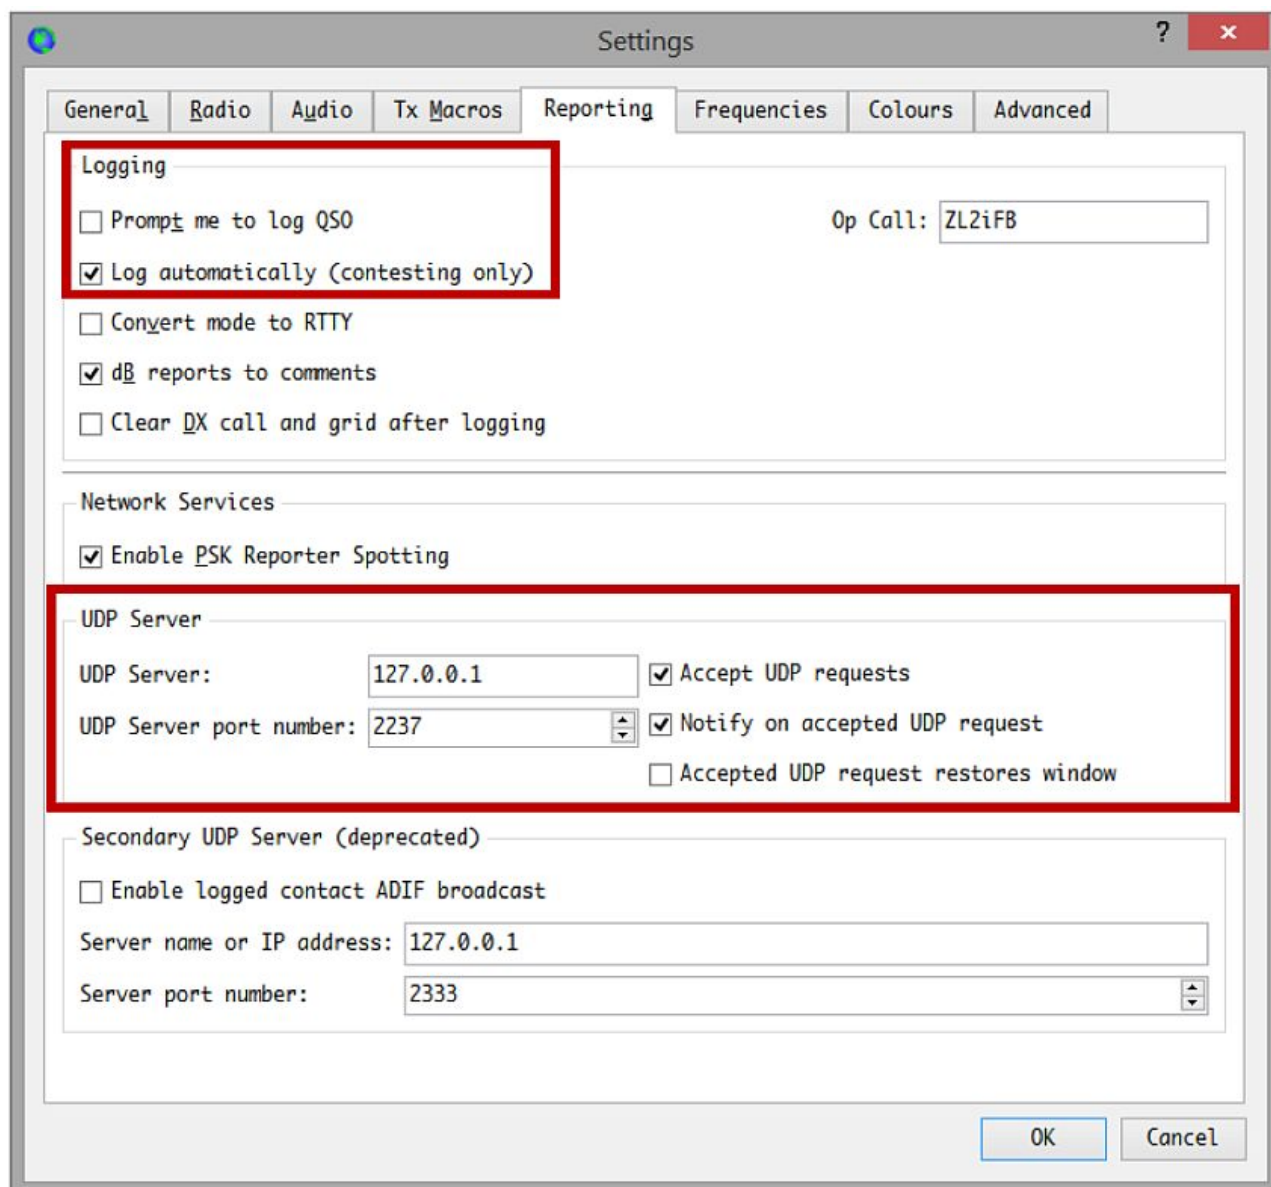 Settings
?
General Radio Audio Tx Macros Reporting Frequencies Colours Advanced
Logging
Prompt me to log QSO
Op Call: ZL2iFB
Log automatically (contesting only)
Convert mode to RTTY
dB reports to comments
Clear DX call and grid after logging
Network Services
Enable PSK Reporter Spotting
UDP Server
UDP Server: 127.0.0.1 Accept UDP requests
UDP Server port number: 2237 Notify on accepted UDP request
Accepted UDP request restores window
Secondary UDP Server (deprecated)
Enable logged contact ADIF broadcast
Server name or IP address: 127.0.0.1
Server port number: 2333
OK Cancel